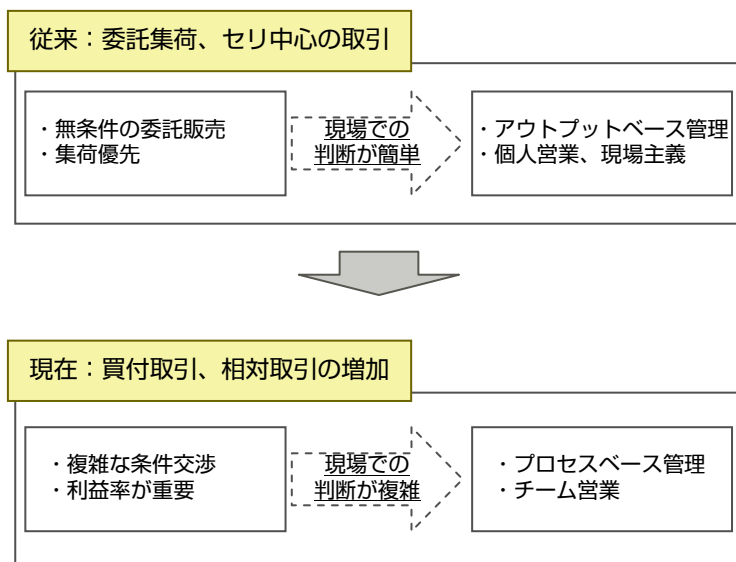 従来：委託集荷、セリ中心の取引
・無条件の委託販売
・集荷優先
現場での
判断が簡単
・アウトプットベース管理
・個人営業、現場主義
現在：買付取引、相対取引の増加
・複雑な条件交渉
・利益率が重要
現場での
判断が複雑
・プロセスベース管理
・チーム営業